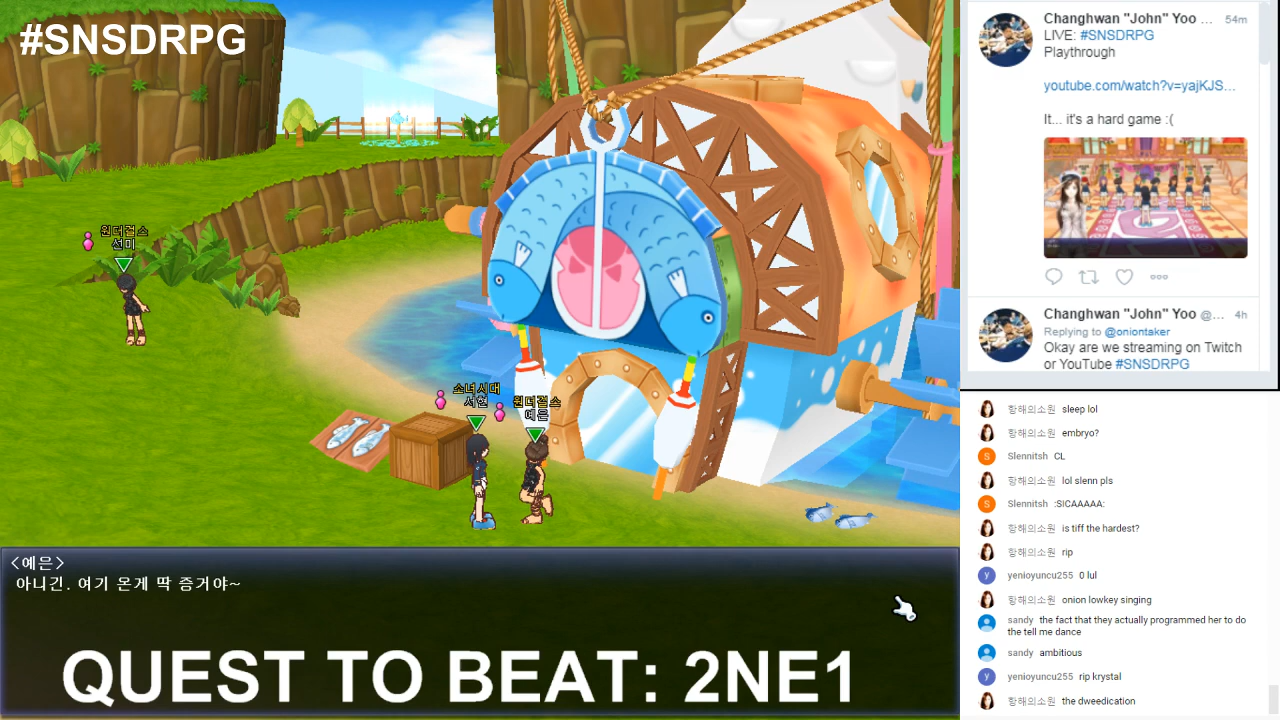 #SNSDRPG
원더걸스
선미
소녀시대
서현
원더걸스
예은
<예은>
아니긴. 여기 온게 딱 증거야~
QUEST TO BEAT: 2NE1
Changhwan "John" Yoo ... 54m
LIVE: #SNSDRPG
Playthrough
youtube.com/watch?v=yajKJS...
It... it's a hard game :(
Changhwan "John" Yoo @... 4h
Replying to @oniontaker
Okay are we streaming on Twitch
or YouTube #SNSDRPG
항해의소원 sleep lol
항해의소원 embryo?
S Slennitsh CL
항해의소원 lol slenn pls
S Slennitsh :SICAAAAA:
항해의소원 is tiff the hardest?
항해의소원 rip
y yenioyuncu255 0 lul
항해의소원 onion lowkey singing
sandy the fact that they actually programmed her to do
the tell me dance
sandy ambitious
y yenioyuncu255 rip krystal
항해의소원 the dweedication